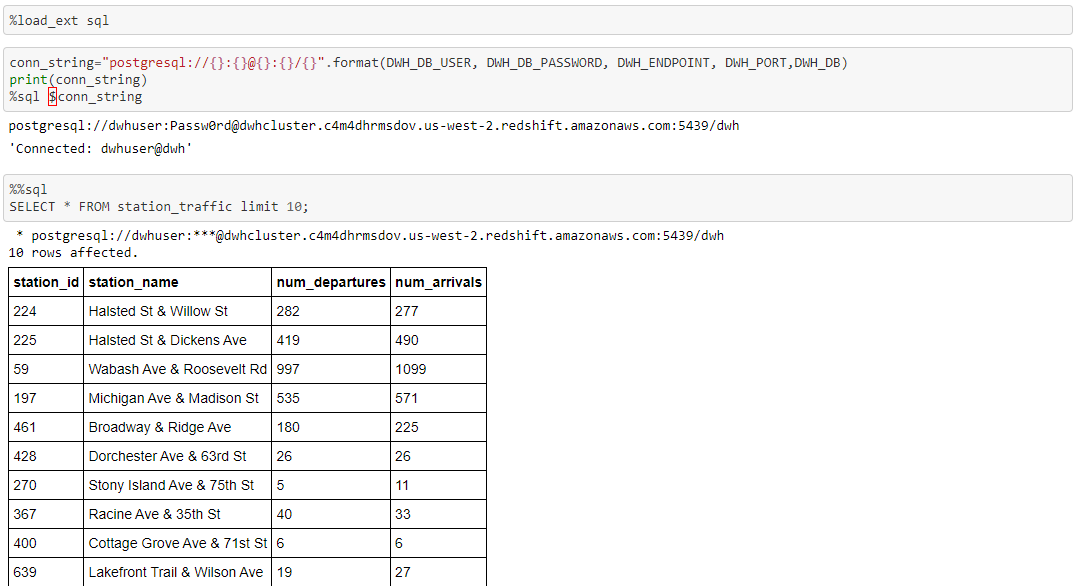 %load_ext sql
conn_string="postgresql://{}:{}@{}:{}/{}".format(DWH_DB_USER, DWH_DB_PASSWORD, DWH_ENDPOINT, DWH_PORT,DWH_DB)
print(conn_string)
%sql $conn_string
postgresql://dwhuser:Passw0rd@dwhcluster.c4m4dhrmsdov.us-west-2.redshift.amazonaws.com:5439/dwh
'Connected: dwhuser@dwh'
%%sql
SELECT * FROM station_traffic limit 10;
* postgresql://dwhuser:***@dwhcluster.c4m4dhrmsdov.us-west-2.redshift.amazonaws.com:5439/dwh
10 rows affected.
station_id station_name num_departures num_arrivals
224 Halsted St & Willow St 282 277
225 Halsted St & Dickens Ave 419 490
59 Wabash Ave & Roosevelt Rd 997 1099
197 Michigan Ave & Madison St 535 571
461 Broadway & Ridge Ave 180 225
428 Dorchester Ave & 63rd St 26 26
270 Stony Island Ave & 75th St 5 11
367 Racine Ave & 35th St 40 33
400 Cottage Grove Ave & 71st St 6 6
639 Lakefront Trail & Wilson Ave 19 27